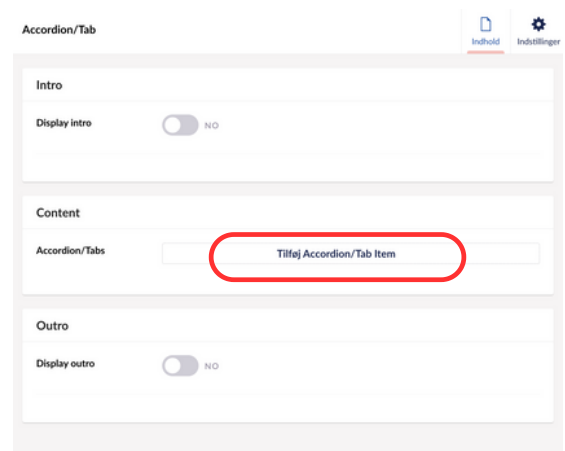 Accordion/Tab
Indhold
Indstillinger
Intro
Display intro
NO
Content
Accordion/Tabs
Tilføj Accordion/Tab Item
Outro
Display outro
NO